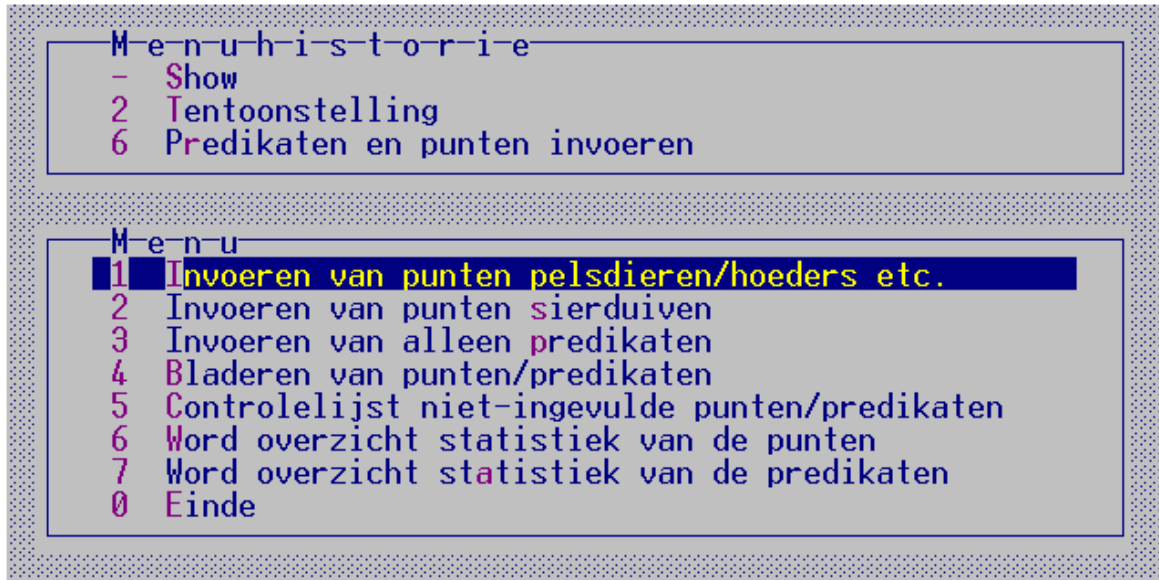 M-e-n-u-h-i-s-t-o-r-i-e
- Show
2 Tentoonstelling
6 Predikaten en punten invoeren
M-e-n-u
1 Invoeren van punten pelsdieren/hoeders etc.
2 Invoeren van punten sierduiven
3 Invoeren van alleen predikaten
4 Bladeren van punten/predikaten
5 Controlelijst niet-ingevulde punten/predikaten
6 Word overzicht statistiek van de punten
7 Word overzicht statistiek van de predikaten
0 Einde